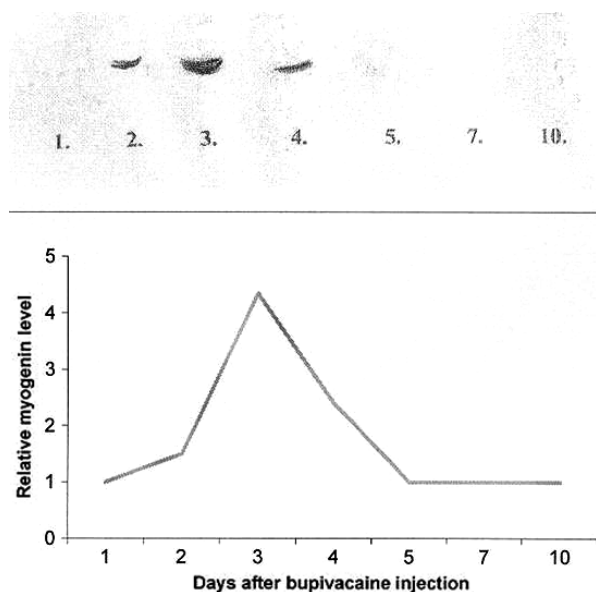 1. 2. 3. 4. 5. 7. 10.
5
4
3
2
1
0
Relative myogenin level
1 2 3 4 5 7 10
Days after bupivacaine injection